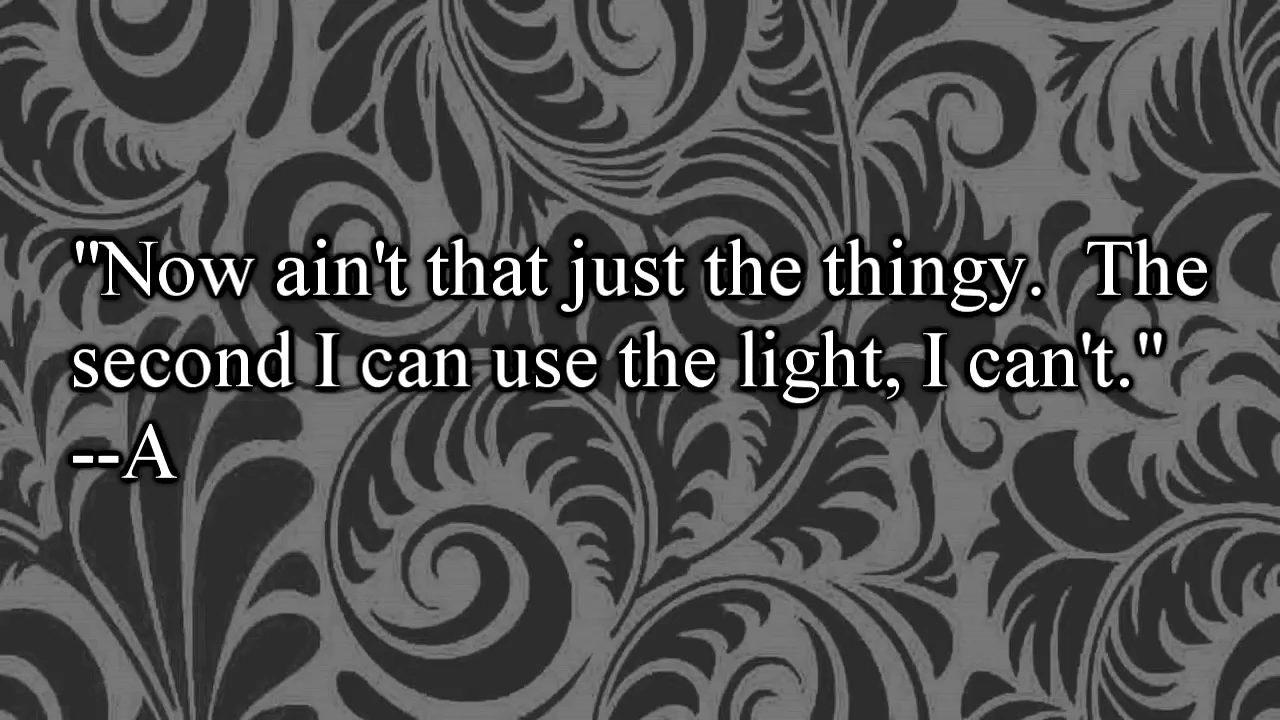 "Now ain't that just the thingy.  The
second I can use the light, I can't."
--A